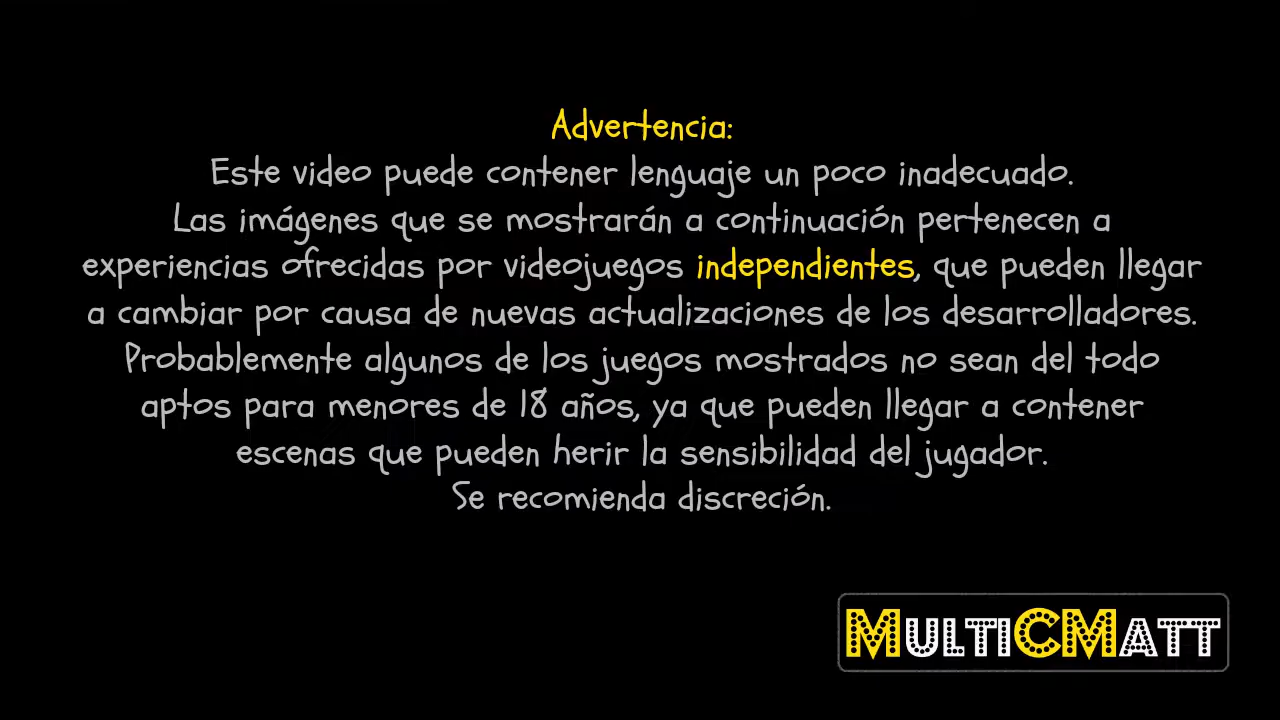 Advertencia:
Este video puede contener lenguaje un poco inadecuado.
Las imágenes que se mostrarán a continuación pertenecen a
experiencias ofrecidas por videojuegos independientes, que pueden llegar
a cambiar por causa de nuevas actualizaciones de los desarrolladores.
Probablemente algunos de los juegos mostrados no sean del todo
aptos para menores de 18 años, ya que pueden llegar a contener
escenas que pueden herir la sensibilidad del jugador.
Se recomienda discreción.
MULTICMATT